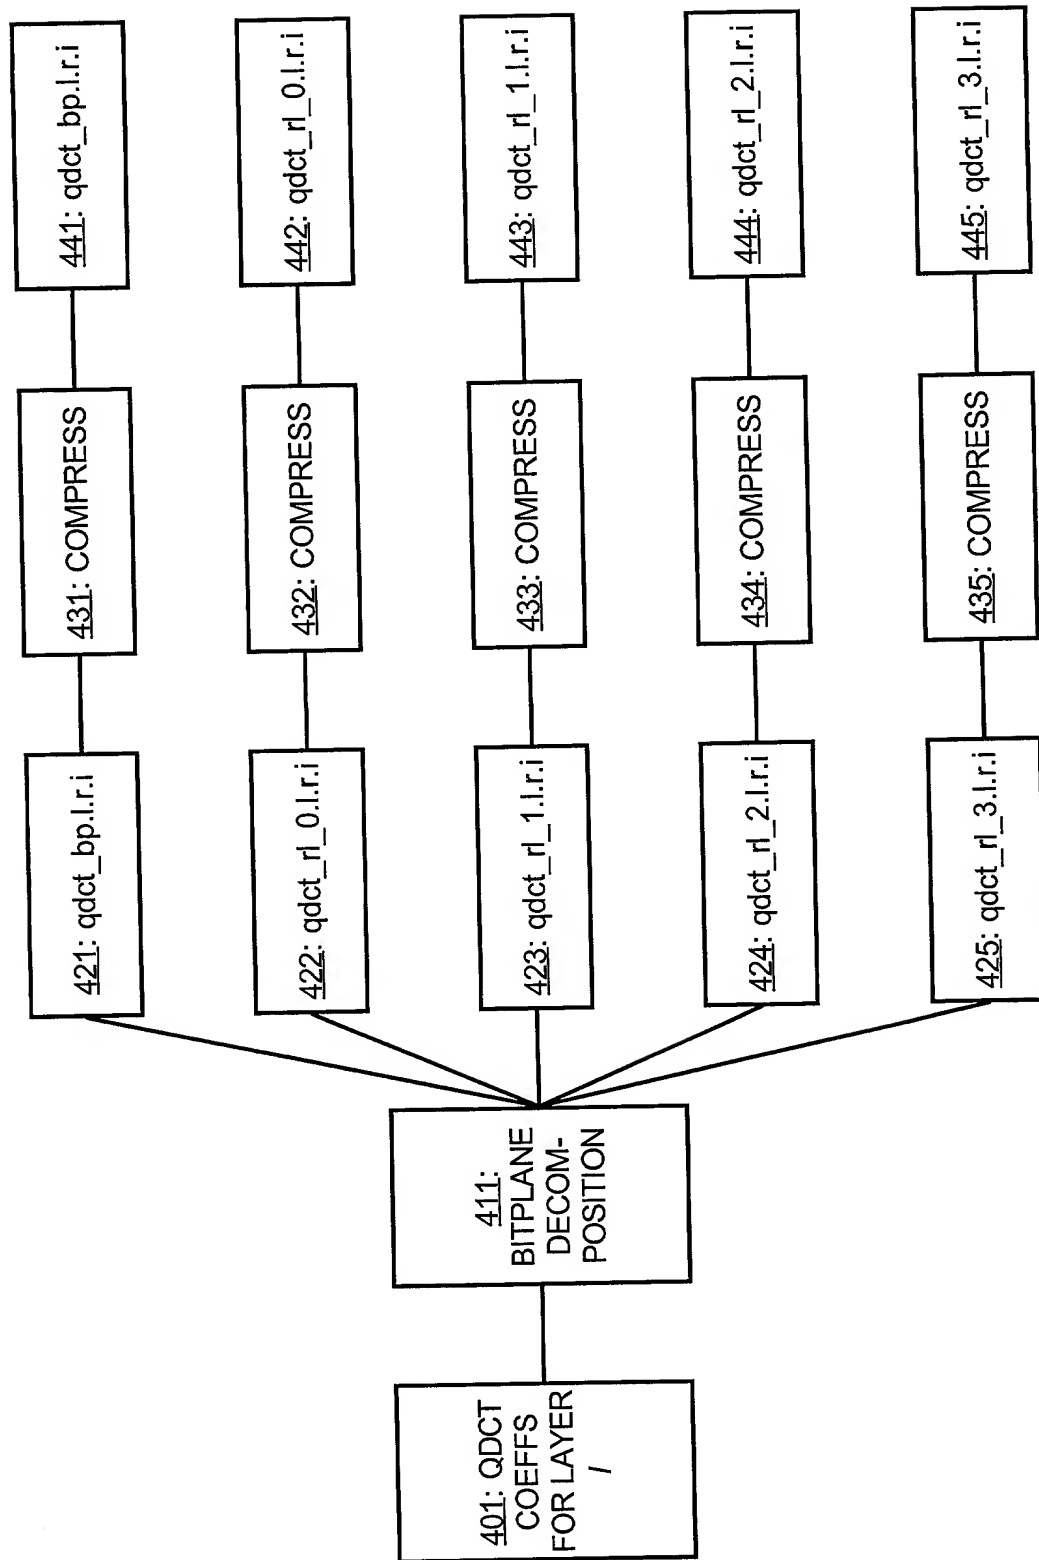 401: QDCT
COEFFS
FOR LAYER
l
411:
BITPLANE
DECOM-
POSITION
421: qdct_bp.l.r.i
431: COMPRESS
441: qdct_bp.l.r.i
422: qdct_rl_0.l.r.i
432: COMPRESS
442: qdct_rl_0.l.r.i
423: qdct_rl_1.l.r.i
433: COMPRESS
443: qdct_rl_1.l.r.i
424: qdct_rl_2.l.r.i
434: COMPRESS
444: qdct_rl_2.l.r.i
425: qdct_rl_3.l.r.i
435: COMPRESS
445: qdct_rl_3.l.r.i